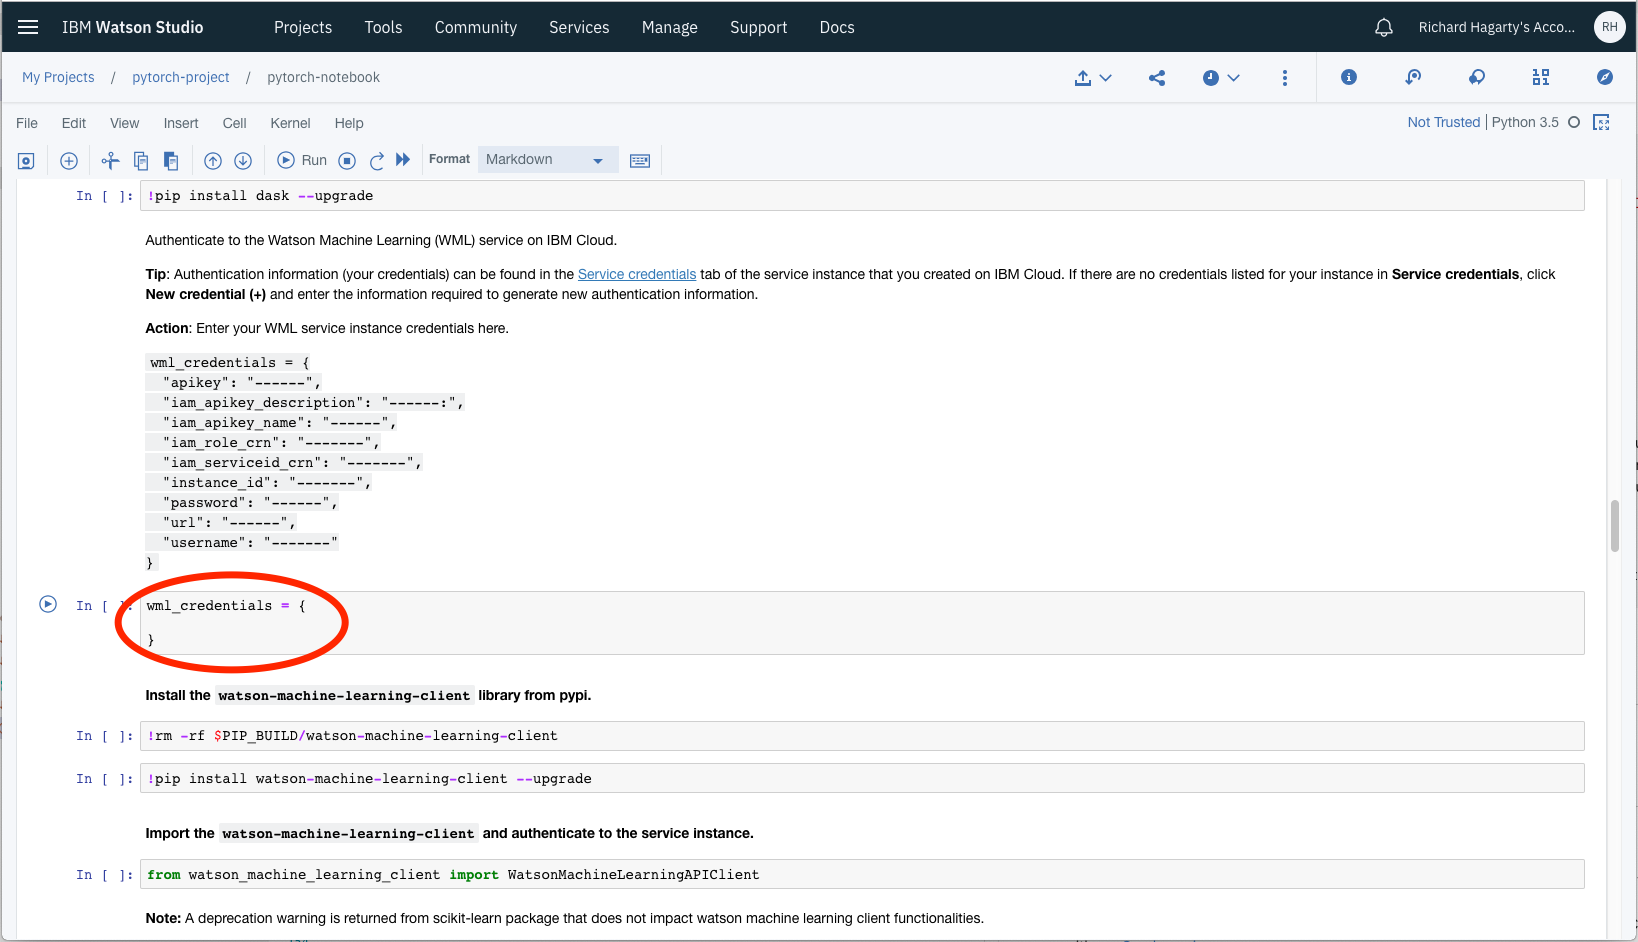 IBM Watson Studio Projects Tools Community Services Manage Support Docs Richard Hagarty's Acco... RH
My Projects / pytorch-project / pytorch-notebook
File Edit View Insert Cell Kernel Help Not Trusted | Python 3.5
Run Format Markdown
In [ ]: !pip install dask --upgrade
Authenticate to the Watson Machine Learning (WML) service on IBM Cloud.
Tip: Authentication information (your credentials) can be found in the Service credentials tab of the service instance that you created on IBM Cloud. If there are no credentials listed for your instance in Service credentials, click
New credential (+) and enter the information required to generate new authentication information.
Action: Enter your WML service instance credentials here.
wml_credentials = {
"apikey": "------",
"iam_apikey_description": "------:",
"iam_apikey_name": "------",
"iam_role_crn": "-------",
"iam_serviceid_crn": "-------",
"instance_id": "-------",
"password": "------",
"url": "------",
"username": "-------"
}
In [ ]: wml_credentials = {
}
Install the watson-machine-learning-client library from pypi.
In [ ]: !rm -rf $PIP_BUILD/watson-machine-learning-client
In [ ]: !pip install watson-machine-learning-client --upgrade
Import the watson-machine-learning-client and authenticate to the service instance.
In [ ]: from watson_machine_learning_client import WatsonMachineLearningAPIClient
Note: A deprecation warning is returned from scikit-learn package that does not impact watson machine learning client functionalities.